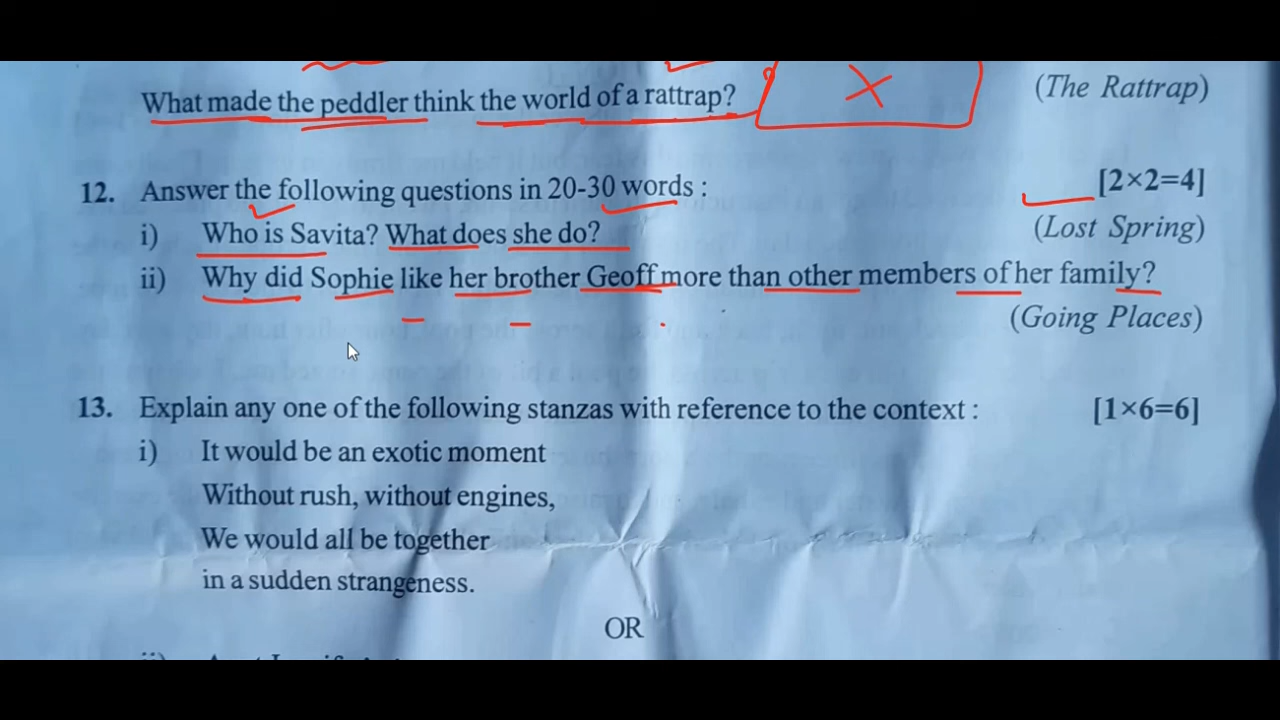 What made the peddler think the world of a rattrap? (The Rattrap)
12. Answer the following questions in 20-30 words : [2×2=4]
i) Who is Savita? What does she do? (Lost Spring)
ii) Why did Sophie like her brother Geoff more than other members of her family?
(Going Places)
13. Explain any one of the following stanzas with reference to the context : [1×6=6]
i) It would be an exotic moment
Without rush, without engines,
We would all be together
in a sudden strangeness.
OR